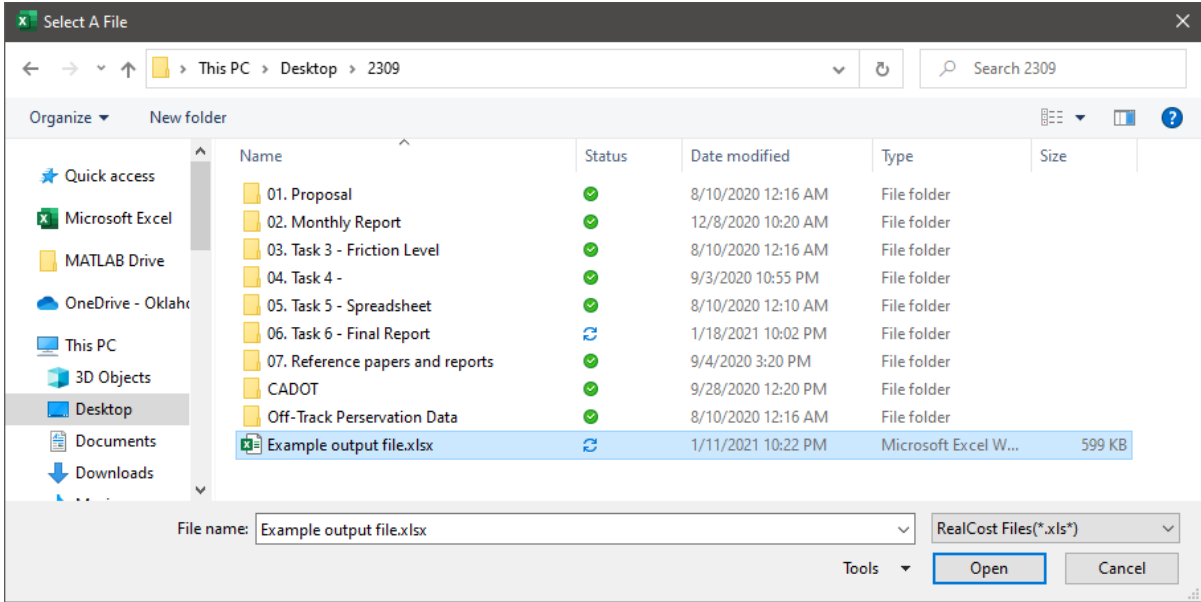 Select A File
This PC > Desktop > 2309
Search 2309
Organize
New folder
Name Status Date modified Type Size
Quick access
Microsoft Excel
MATLAB Drive
OneDrive - Oklaho
This PC
3D Objects
Desktop
Documents
Downloads
01. Proposal 8/10/2020 12:16 AM File folder
02. Monthly Report 12/8/2020 10:20 AM File folder
03. Task 3 - Friction Level 8/10/2020 12:16 AM File folder
04. Task 4 - 9/3/2020 10:55 PM File folder
05. Task 5 - Spreadsheet 8/10/2020 12:10 AM File folder
06. Task 6 - Final Report 1/18/2021 10:02 PM File folder
07. Reference papers and reports 9/4/2020 3:20 PM File folder
CADOT 9/28/2020 12:20 PM File folder
Off-Track Perservation Data 8/10/2020 12:16 AM File folder
Example output file.xlsx 1/11/2021 10:22 PM Microsoft Excel W... 599 KB
File name: Example output file.xlsx RealCost Files(*.xls*)
Tools Open Cancel